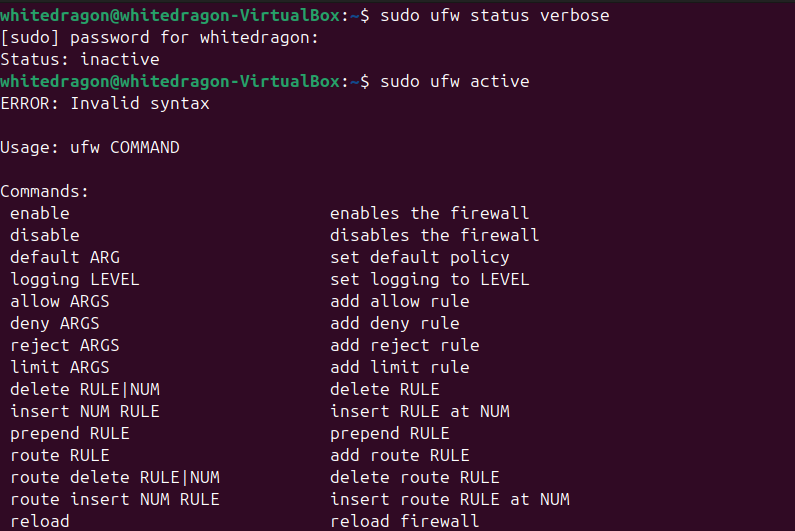 whitedragon@whitedragon-VirtualBox:~$ sudo ufw status verbose
[sudo] password for whitedragon:
Status: inactive
whitedragon@whitedragon-VirtualBox:~$ sudo ufw active
ERROR: Invalid syntax
Usage: ufw COMMAND
Commands:
enable enables the firewall
disable disables the firewall
default ARG set default policy
logging LEVEL set logging to LEVEL
allow ARGS add allow rule
deny ARGS add deny rule
reject ARGS add reject rule
limit ARGS add limit rule
delete RULE|NUM delete RULE
insert NUM RULE insert RULE at NUM
prepend RULE prepend RULE
route RULE add route RULE
route delete RULE|NUM delete route RULE
route insert NUM RULE insert route RULE at NUM
reload reload firewall